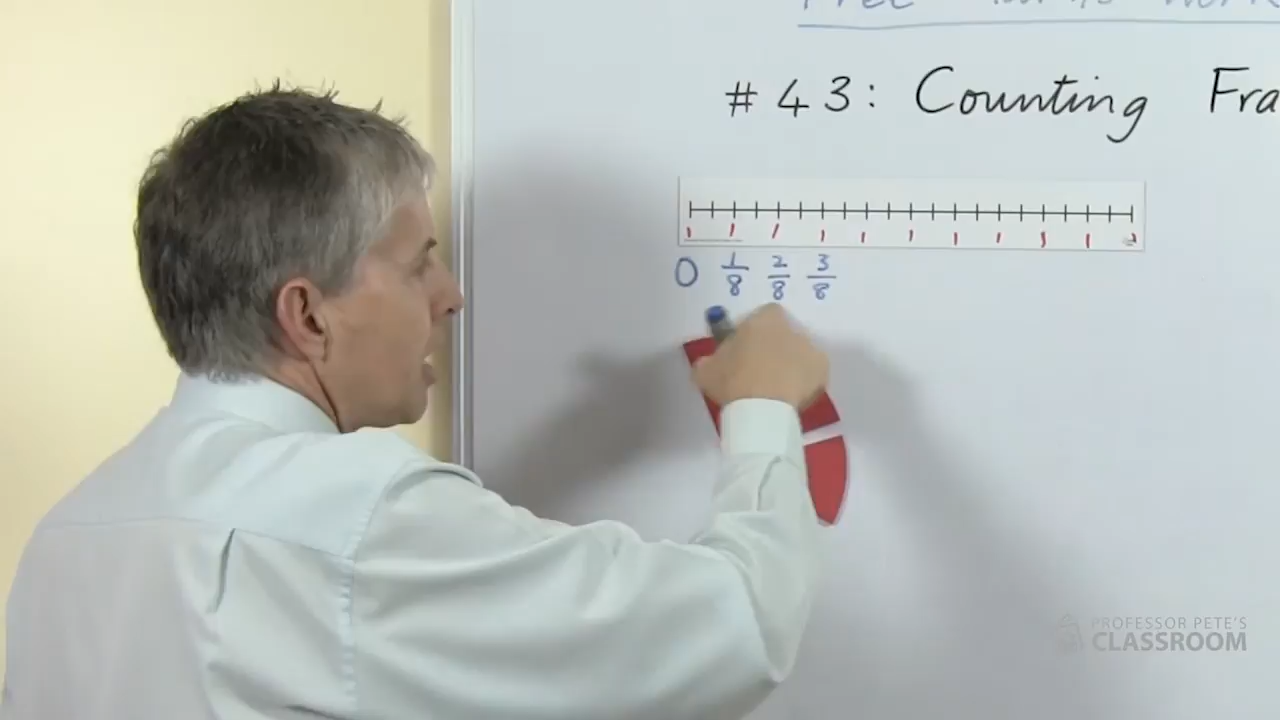 # 43: Counting Fra
0 1/8 2/8 3/8
PROFESSOR PETE'S
CLASSROOM